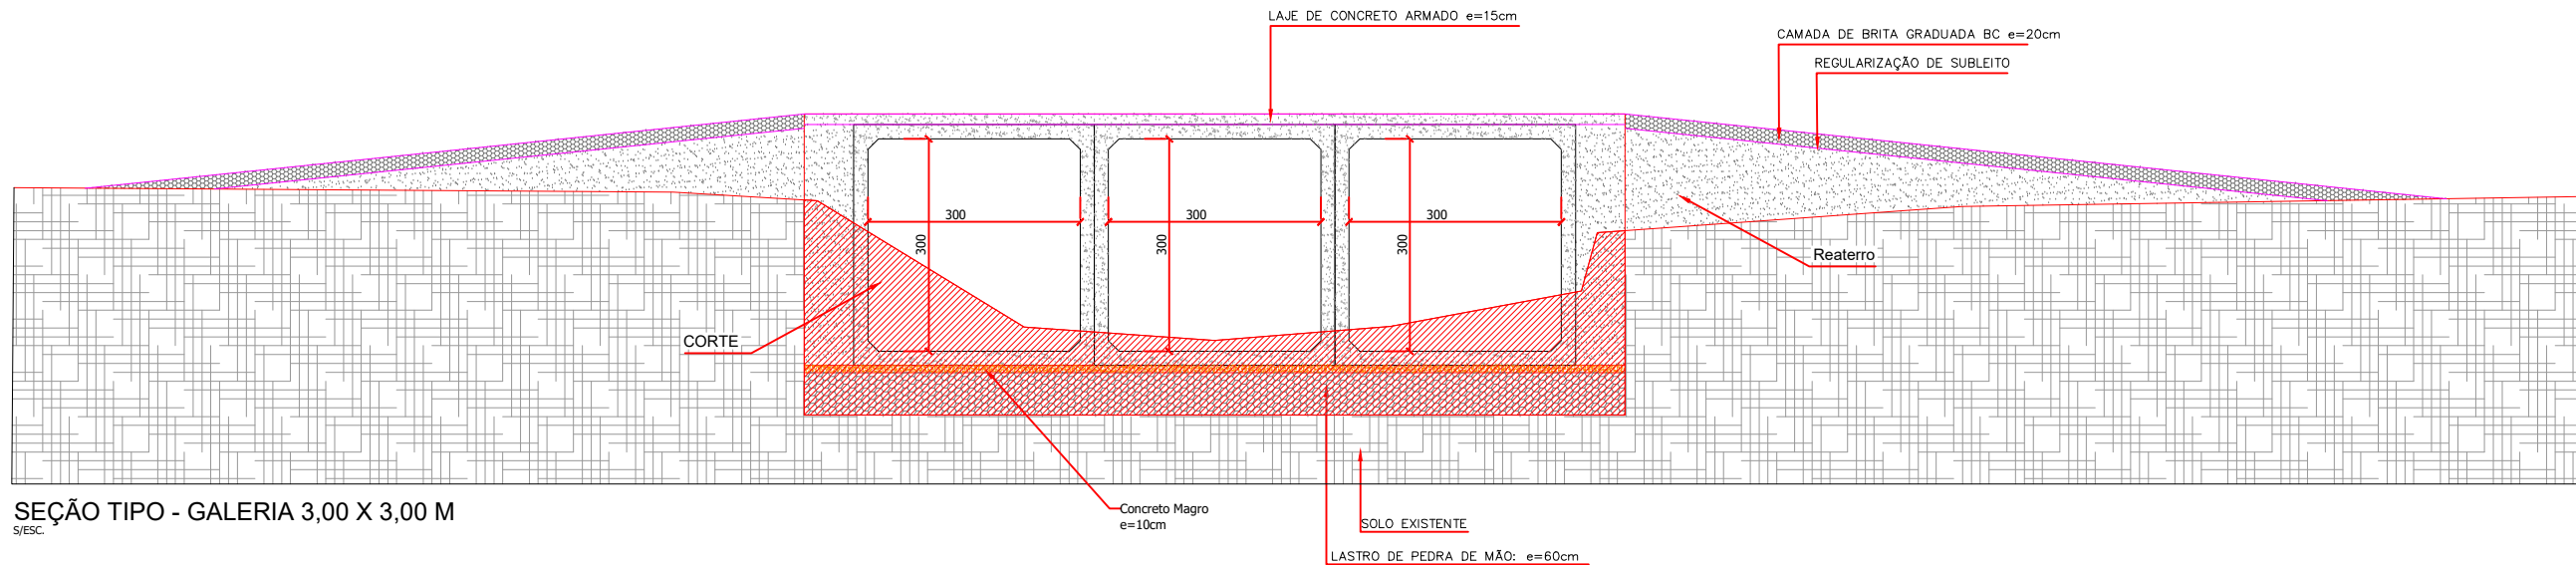 LAJE DE CONCRETO ARMADO e=15cm
CAMADA DE BRITA GRADUADA BC e=20cm
REGULARIZAÇÃO DE SUBLEITO
300
300
300
300
300
300
Reaterro
CORTE
SEÇÃO TIPO - GALERIA 3,00 X 3,00 M
S/ESC.
Concreto Magro
e=10cm
SOLO EXISTENTE
LASTRO DE PEDRA DE MÃO: e=60cm